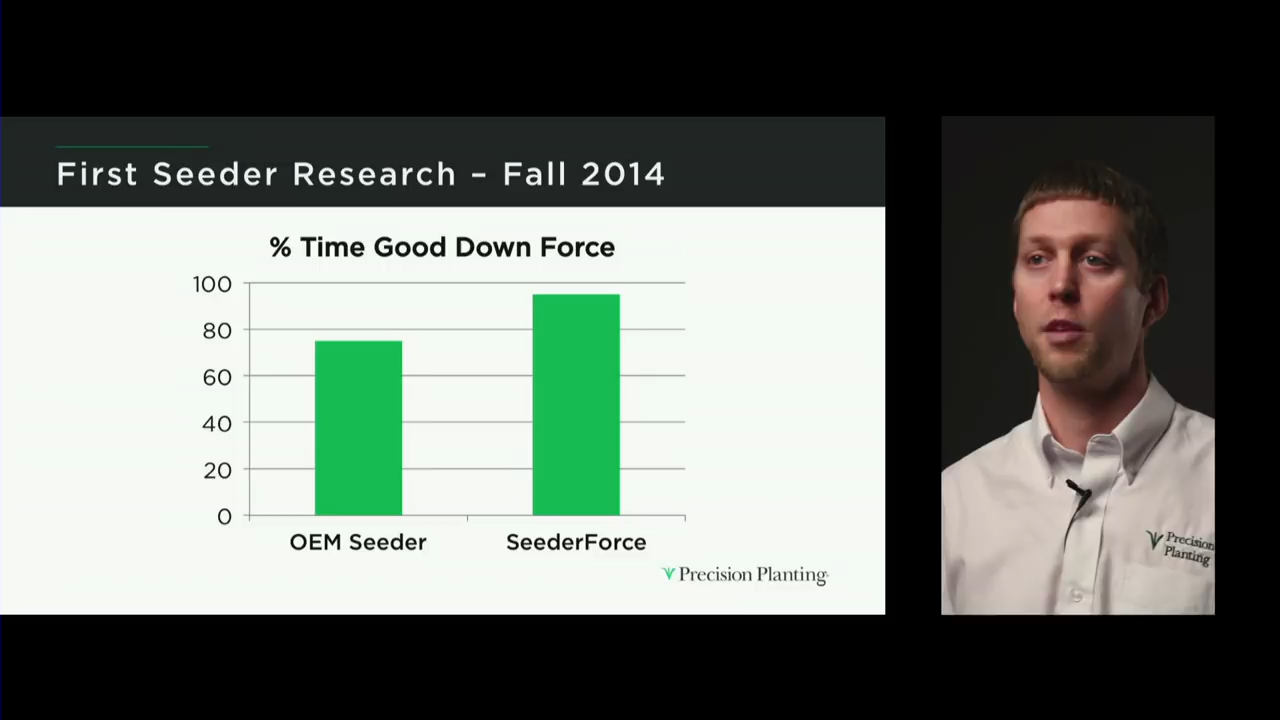 First Seeder Research – Fall 2014
% Time Good Down Force
100
80
60
40
20
0
OEM Seeder
SeederForce
Precision Planting
Precision
Planting